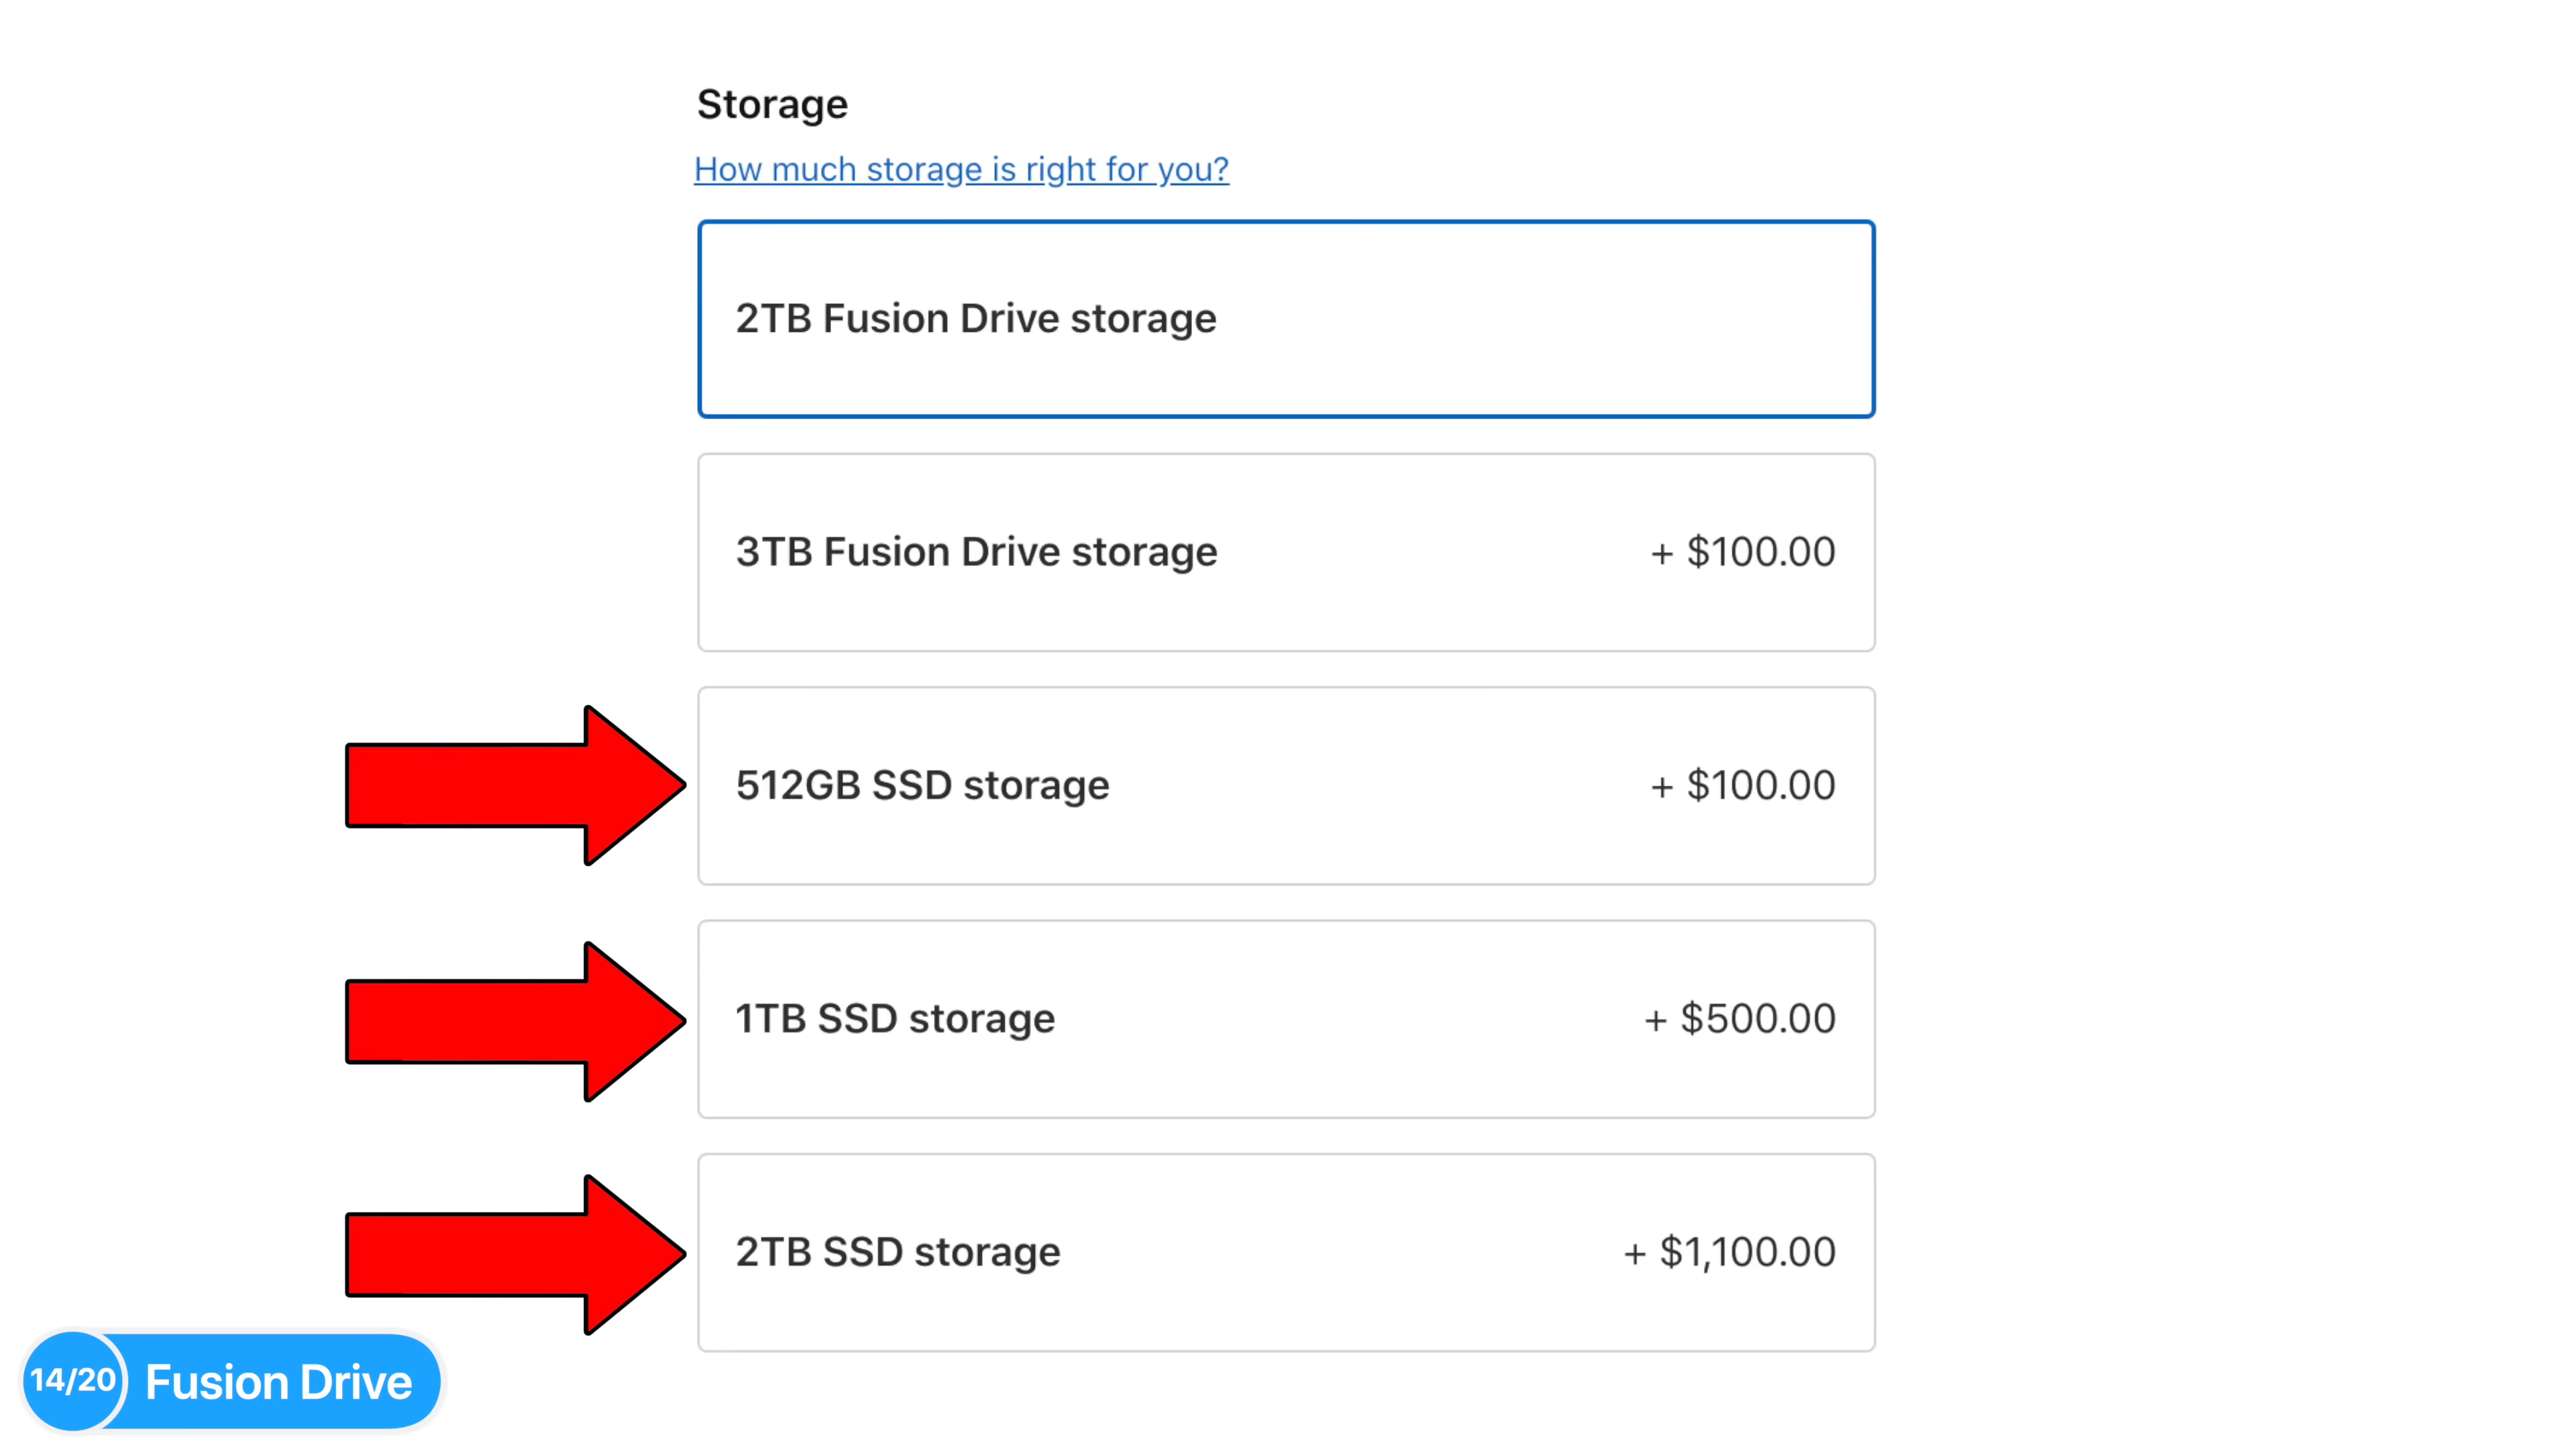 Storage
How much storage is right for you?
2TB Fusion Drive storage
3TB Fusion Drive storage + $100.00
512GB SSD storage + $100.00
1TB SSD storage + $500.00
2TB SSD storage + $1,100.00
14/20 Fusion Drive